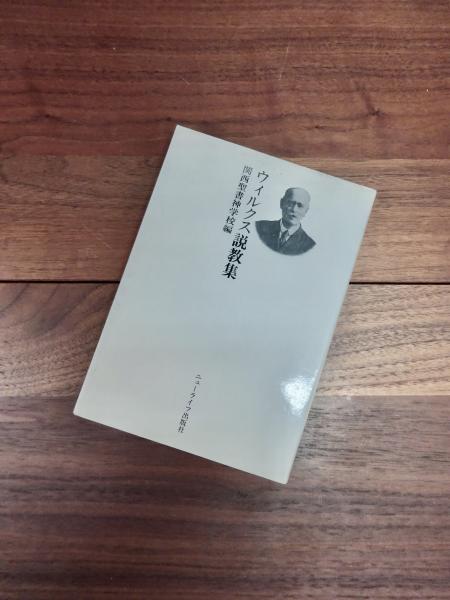 ウィルクス説教集
関西聖書神学校編
ニューライフ出版社